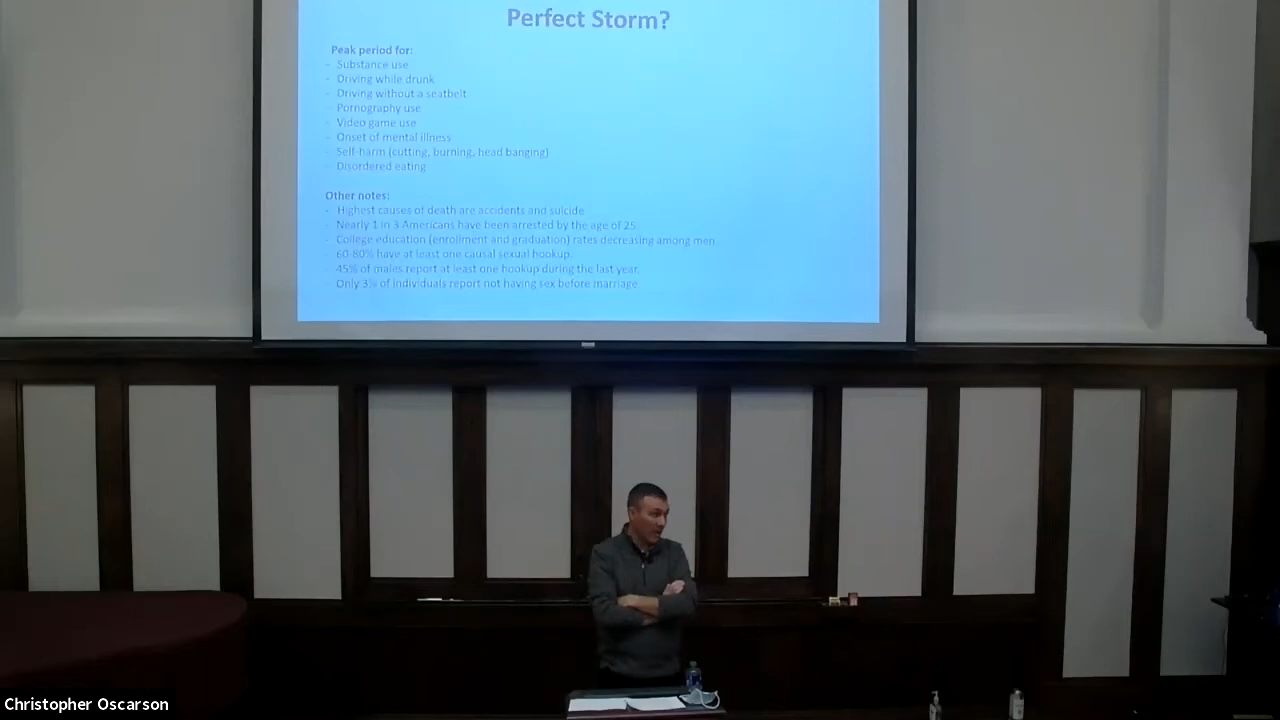 Perfect Storm?
Peak period for:
- Substance use
- Driving while drunk
- Driving without a seatbelt
- Pornography use
- Video game use
- Onset of mental illness
- Self-harm (cutting, burning, head banging)
- Disordered eating
Other notes:
- Highest causes of death are accidents and suicide
- Nearly 1 in 3 Americans have been arrested by the age of 25.
- College education (enrollment and graduation) rates decreasing among men.
- 60-80% have at least one causal sexual hookup.
- 45% of males report at least one hookup during the last year.
- Only 3% of individuals report not having sex before marriage
Christopher Oscarson